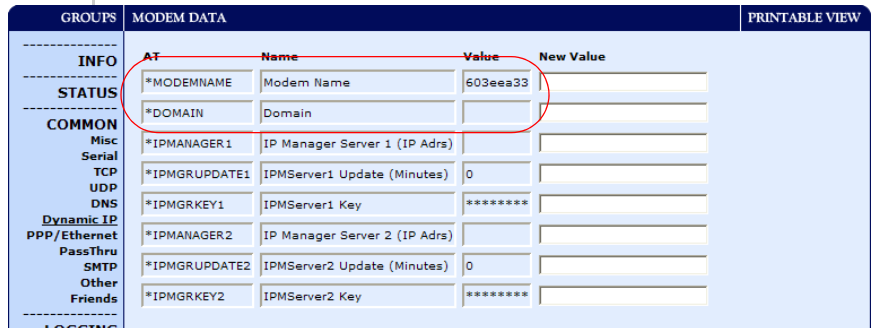 GROUPS MODEM DATA PRINTABLE VIEW
--------------
INFO
--------------
STATUS
--------------
COMMON
Misc
Serial
TCP
UDP
DNS
Dynamic IP
PPP/Ethernet
PassThru
SMTP
Other
Friends
--------------
LOGGING
AT Name Value New Value
*MODEMNAME Modem Name 603eea33
*DOMAIN Domain
*IPMANAGER1 IP Manager Server 1 (IP Adrs)
*IPMGRUPDATE1 IPMServer1 Update (Minutes) 0
*IPMGRKEY1 IPMServer1 Key ********
*IPMANAGER2 IP Manager Server 2 (IP Adrs)
*IPMGRUPDATE2 IPMServer2 Update (Minutes) 0
*IPMGRKEY2 IPMServer2 Key ********